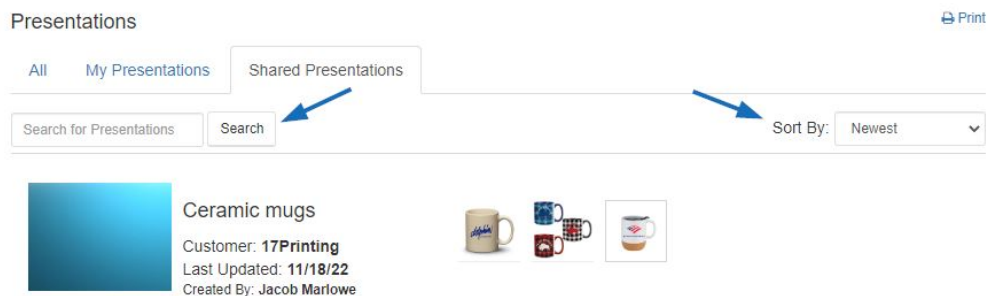 Presentations
Print
All My Presentations Shared Presentations
Search for Presentations Search Sort By: Newest
Ceramic mugs
Customer: 17Printing
Last Updated: 11/18/22
Created By: Jacob Marlowe